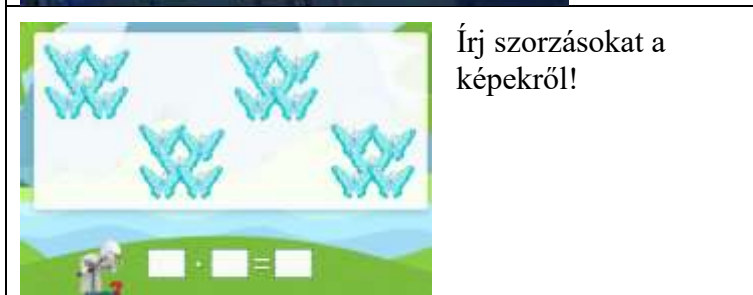 Írj szorzásokat a
képekről!
· =